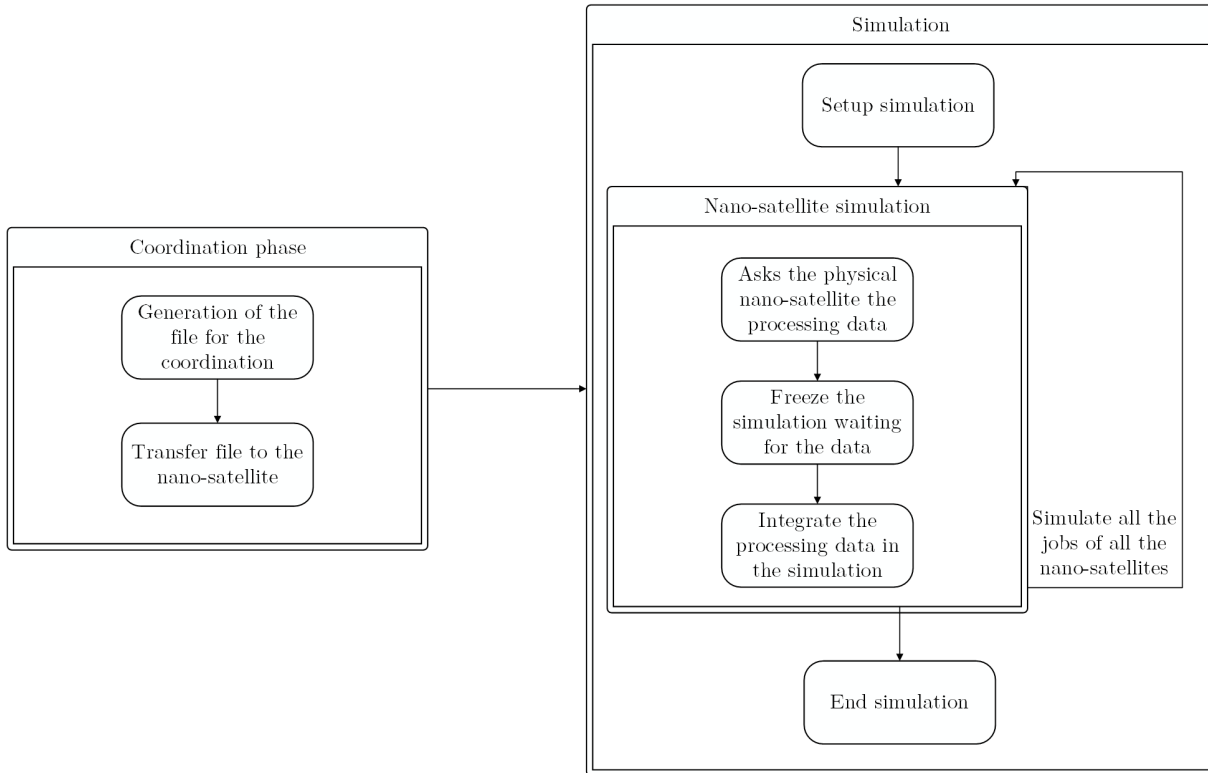 Coordination phase
Generation of the
file for the
coordination
Transfer file to the
nano-satellite
Simulation
Setup simulation
Nano-satellite simulation
Asks the physical
nano-satellite the
processing data
Freeze the
simulation waiting
for the data
Integrate the
processing data in
the simulation
Simulate all the
jobs of all the
nano-satellites
End simulation